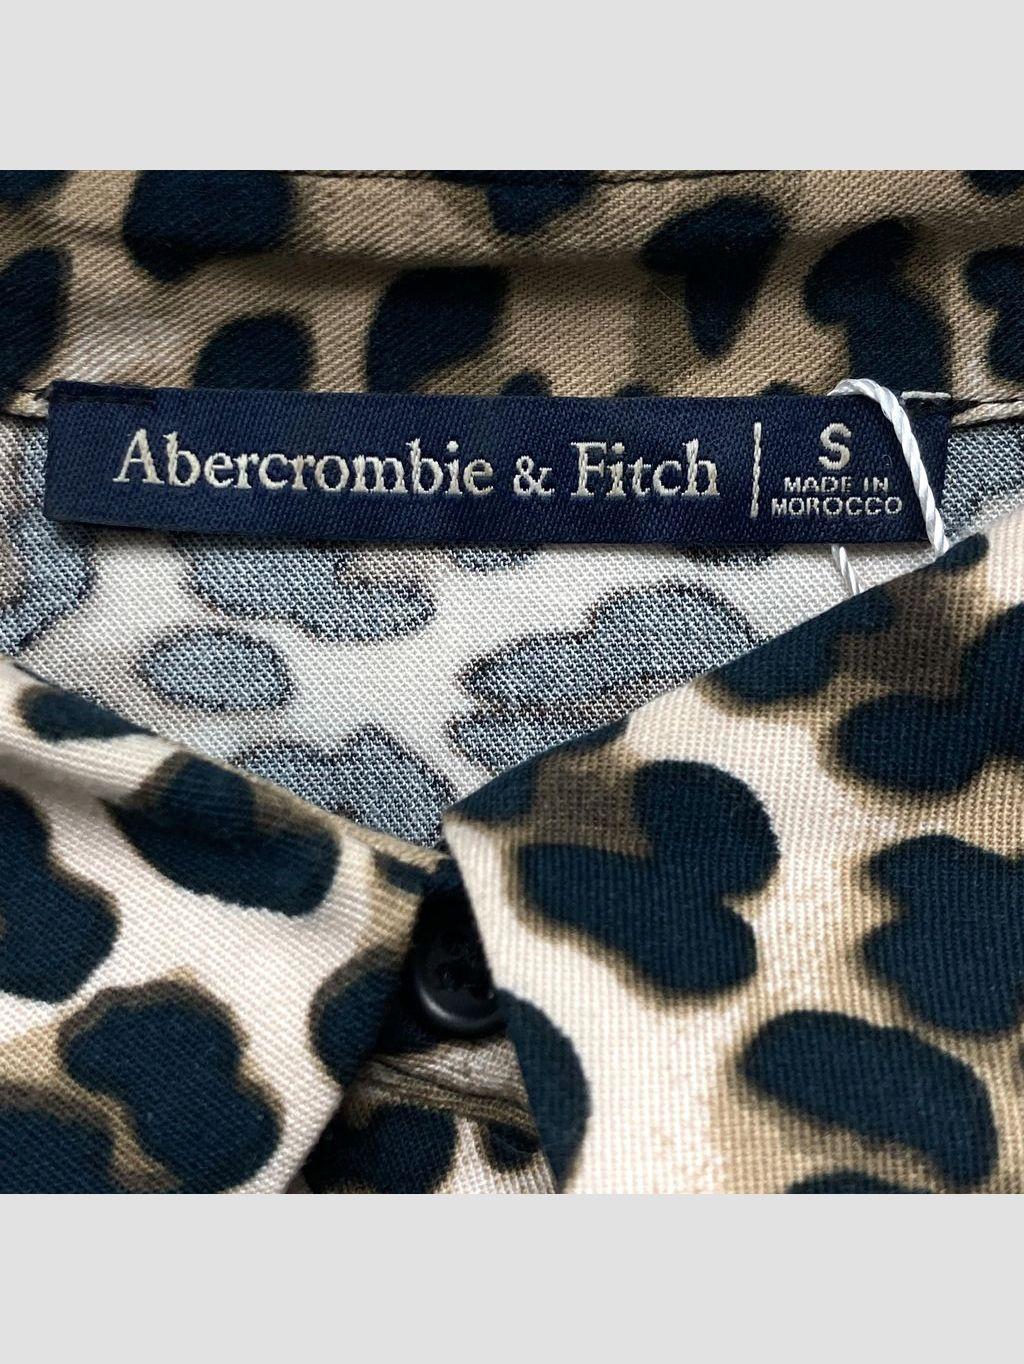 Abercrombie & Fitch
S
MADE IN
MOROCCO